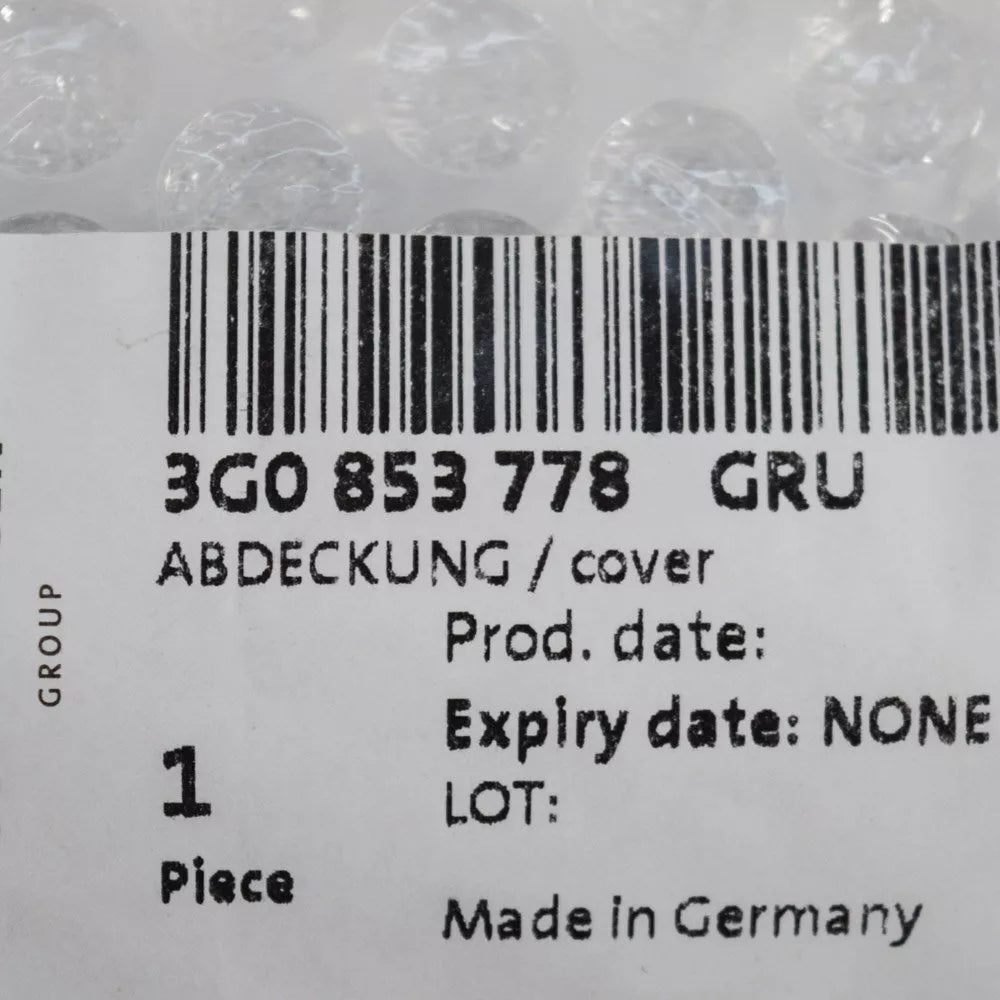 3G0 853 778 GRU
ABDECKUNG / cover
Prod. date:
Expiry date: NONE
LOT:
1
Piece
Made in Germany
GROUP